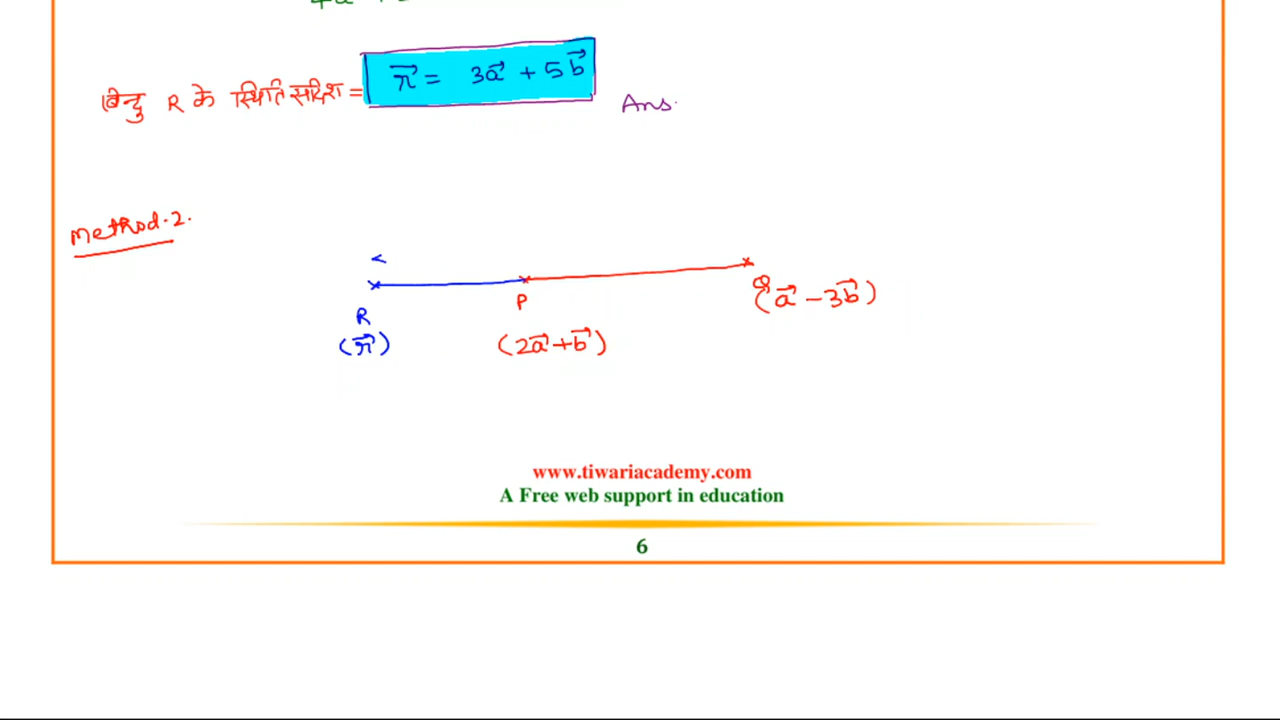 बिन्दु R के स्थिति सदिश = r⃗ = 3a⃗ + 5b⃗
Ans.
Method-2.
R P Q
(r⃗) (2a⃗+b⃗) (a⃗ - 3b⃗)
www.tiwariacademy.com
A Free web support in education
6